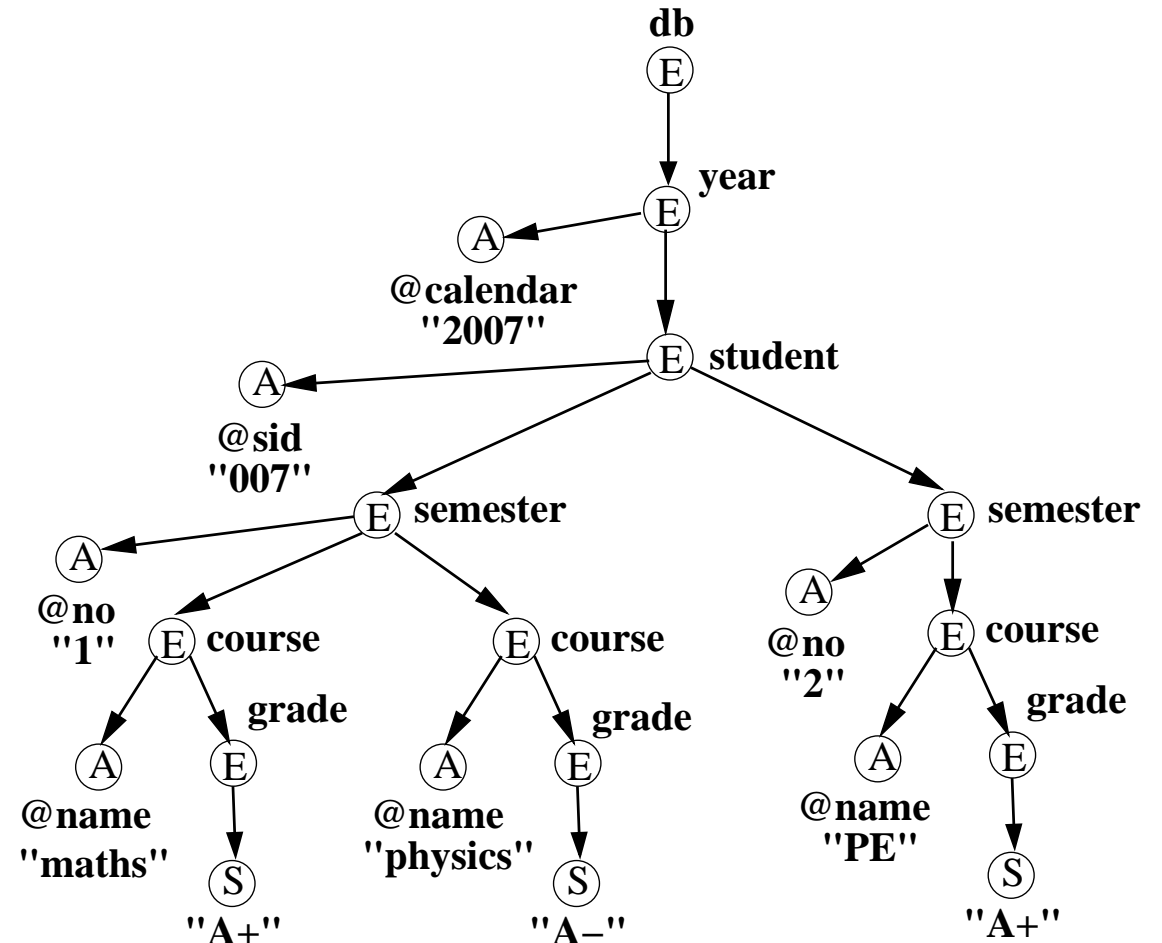 db
E
year
E
A
@calendar
"2007"
E student
A
@sid
"007"
E semester
E semester
A
@no
"1"
A
@no
"2"
E course
E course
E course
grade
grade
grade
A
E
A
E
A
E
@name
"maths"
@name
"physics"
@name
"PE"
S
S
S
"A+"
"A−"
"A+"